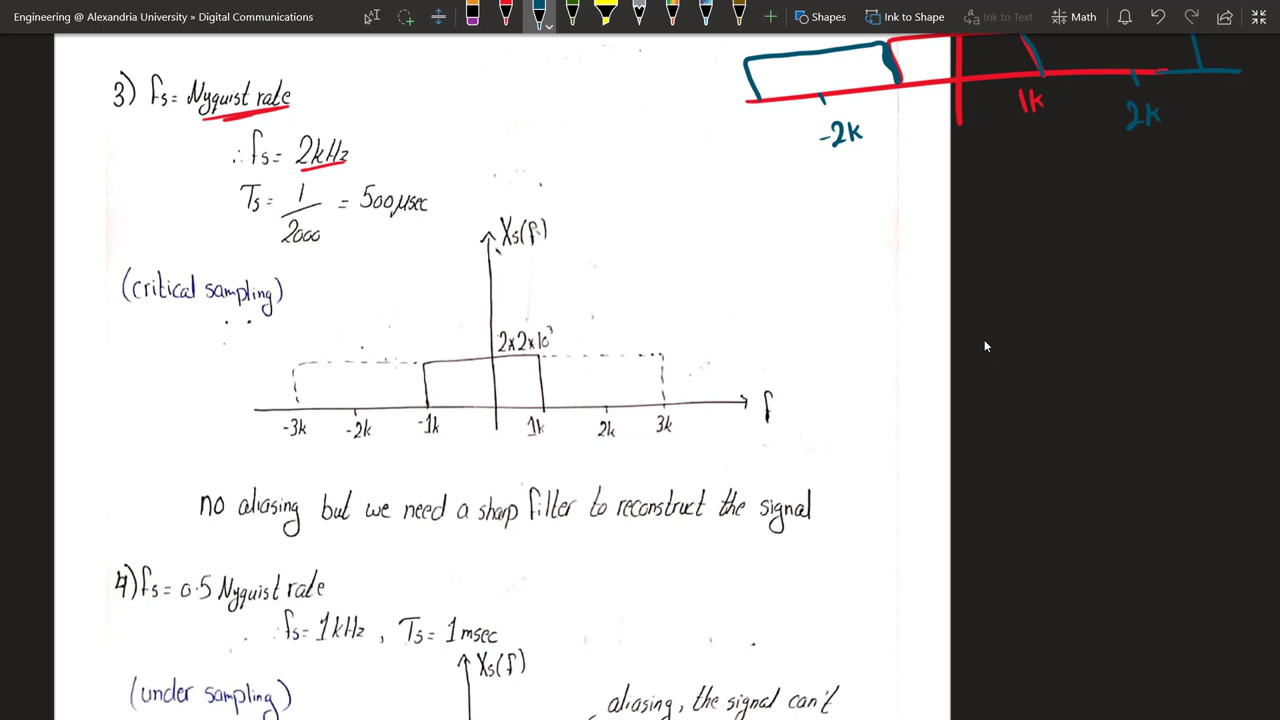 Engineering @ Alexandria University » Digital Communications
Shapes
Ink to Shape
Ink to Text
Math
-2k
1k
2k
3) fs = Nyquist rate
∴ fs = 2kHz
Ts = 1/2000 = 500 μsec
Xs(f)
(critical sampling)
2x2x10³
f
-3k -2k -1k 1k 2k 3k
no aliasing but we need a sharp filter to reconstruct the signal
4) fs = 0.5 Nyquist rate
∴ fs = 1kHz , Ts = 1msec
Xs(f)
(under sampling)
aliasing, the signal can't